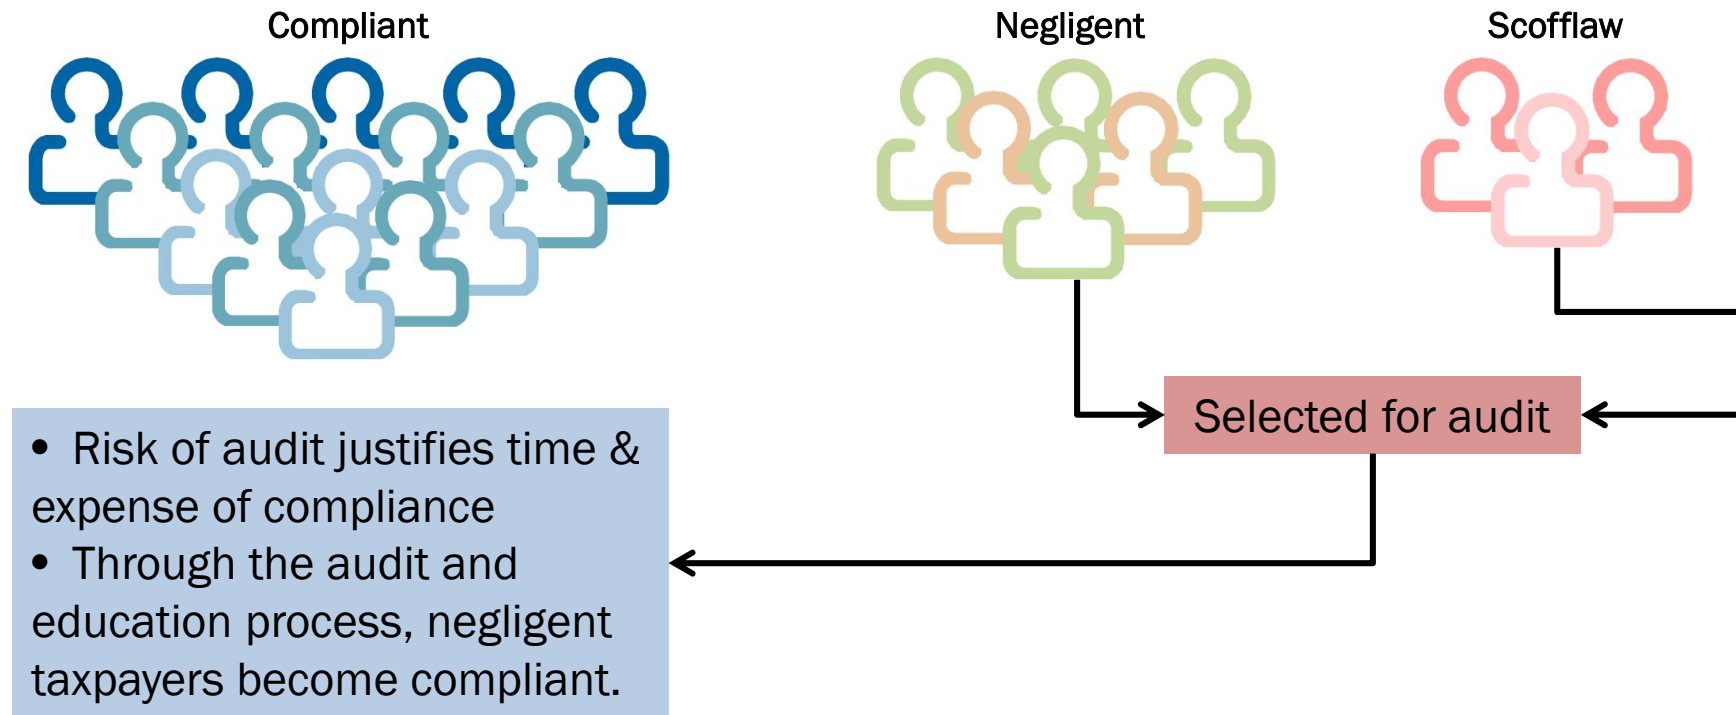 Compliant
Negligent
Scofflaw
Selected for audit
• Risk of audit justifies time &
expense of compliance
• Through the audit and
education process, negligent
taxpayers become compliant.